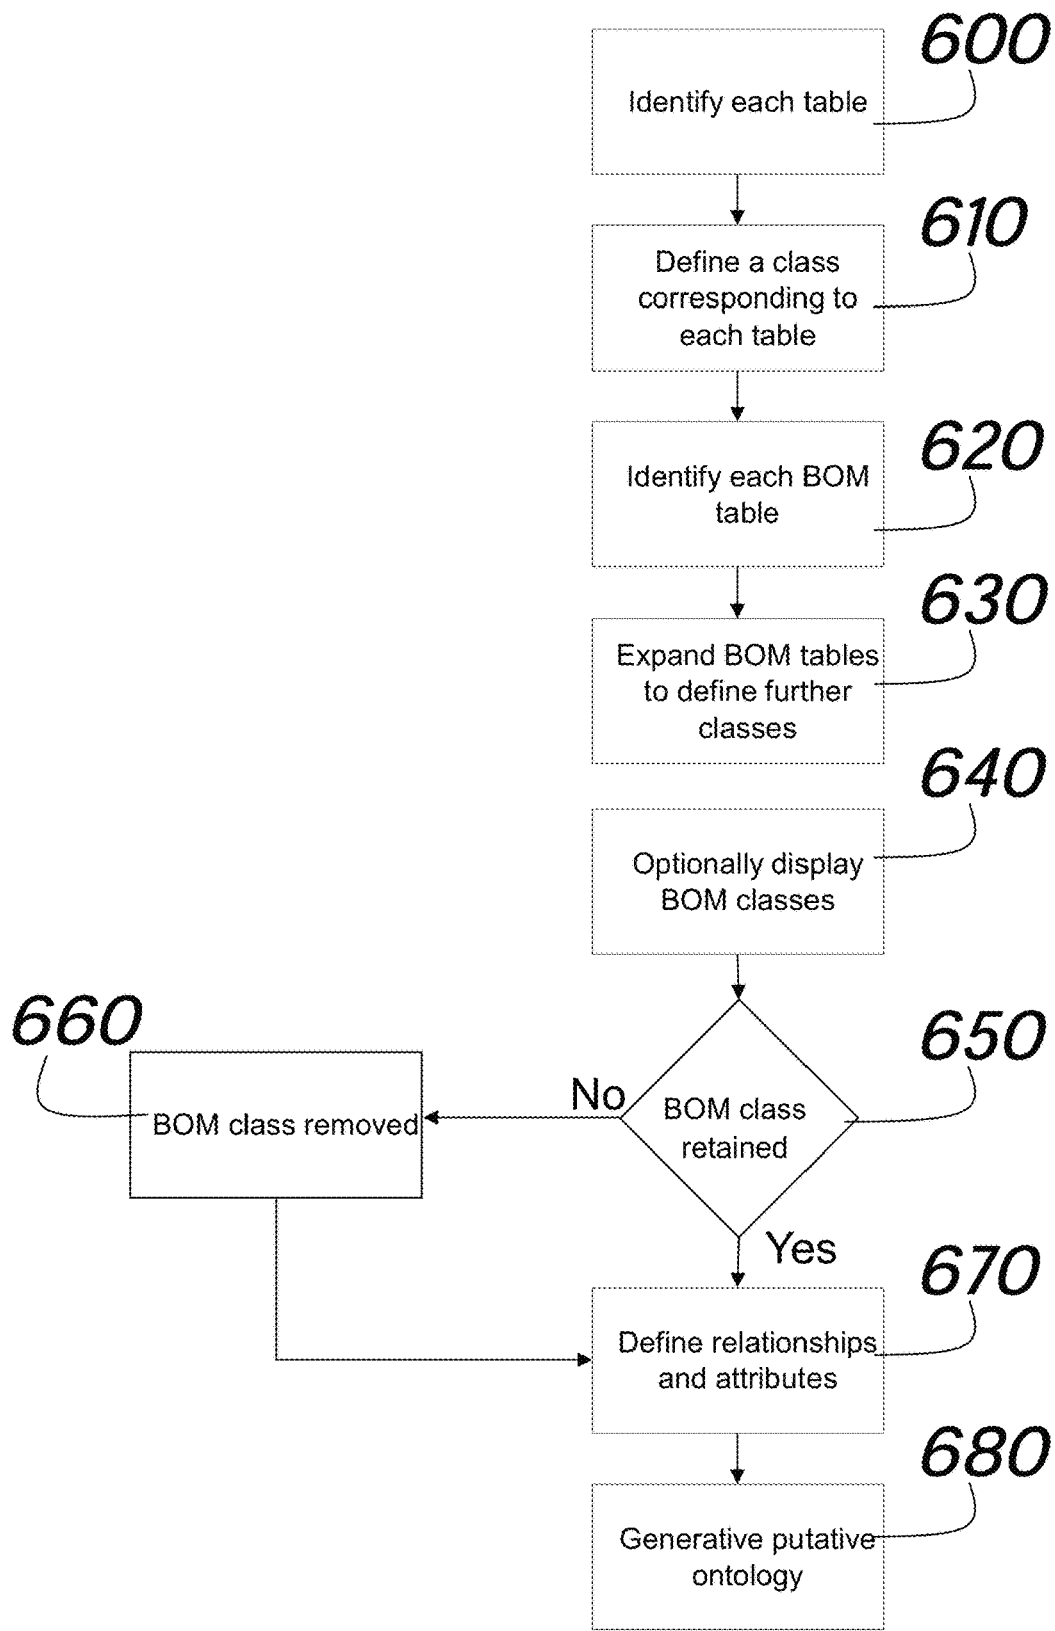 600
Identify each table
610
Define a class
corresponding to
each table
620
Identify each BOM
table
630
Expand BOM tables
to define further
classes
640
Optionally display
BOM classes
660
650
No
BOM class removed
BOM class
retained
Yes
670
Define relationships
and attributes
680
Generative putative
ontology